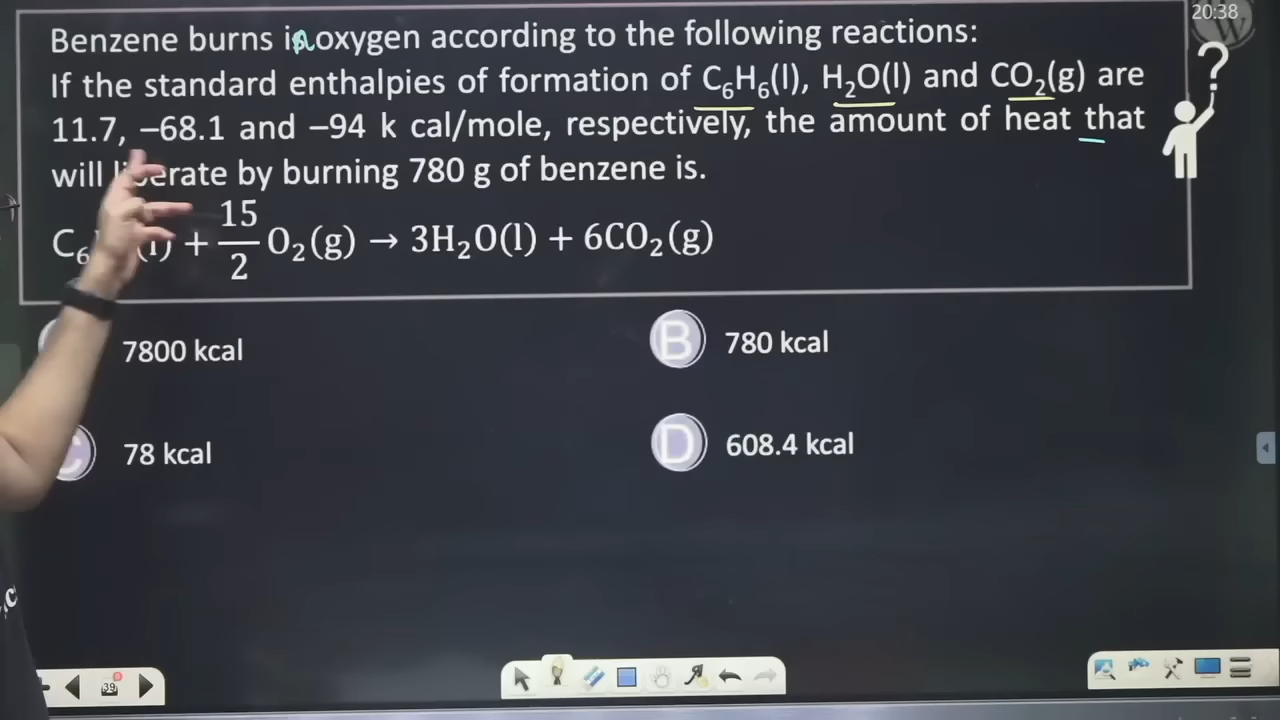 20:38
Benzene burns in oxygen according to the following reactions:
If the standard enthalpies of formation of C₆H₆(l), H₂O(l) and CO₂(g) are
11.7, –68.1 and –94 k cal/mole, respectively, the amount of heat that
will by burning 780 g of benzene is.
C₆ (l) + 15/2 O₂(g) → 3H₂O(l) + 6CO₂(g)
7800 kcal
B 780 kcal
C 78 kcal
D 608.4 kcal
39